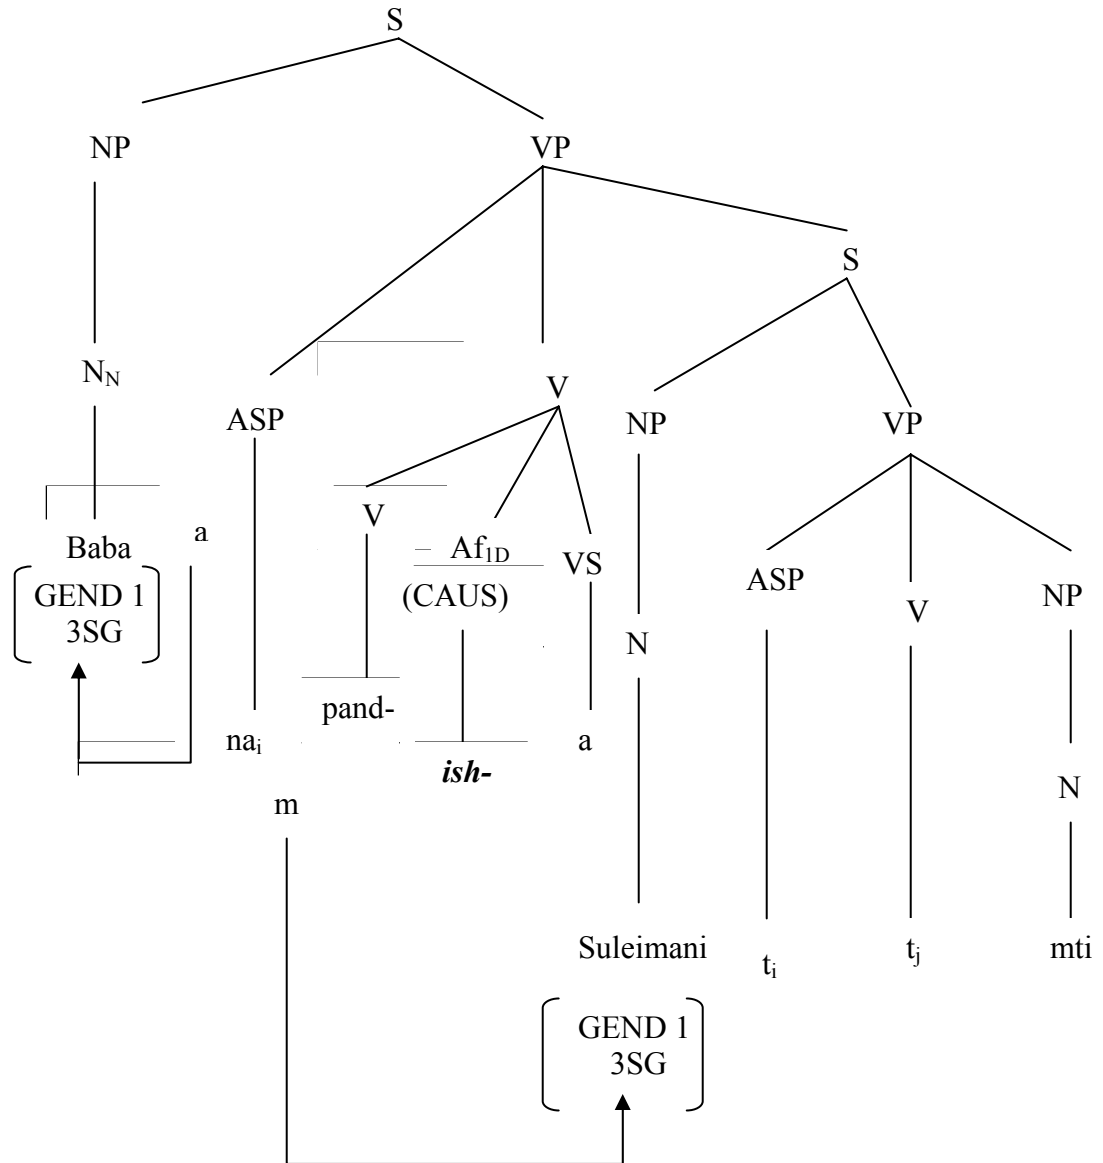 S
NP VP
S
N_N
V
ASP NP VP
V
Baba a Af_1D VS
ASP
GEND 1 (CAUS) NP
3SG V
N
pand-
na_i a
ish-
N
m
Suleimani t_i t_j mti
GEND 1
3SG